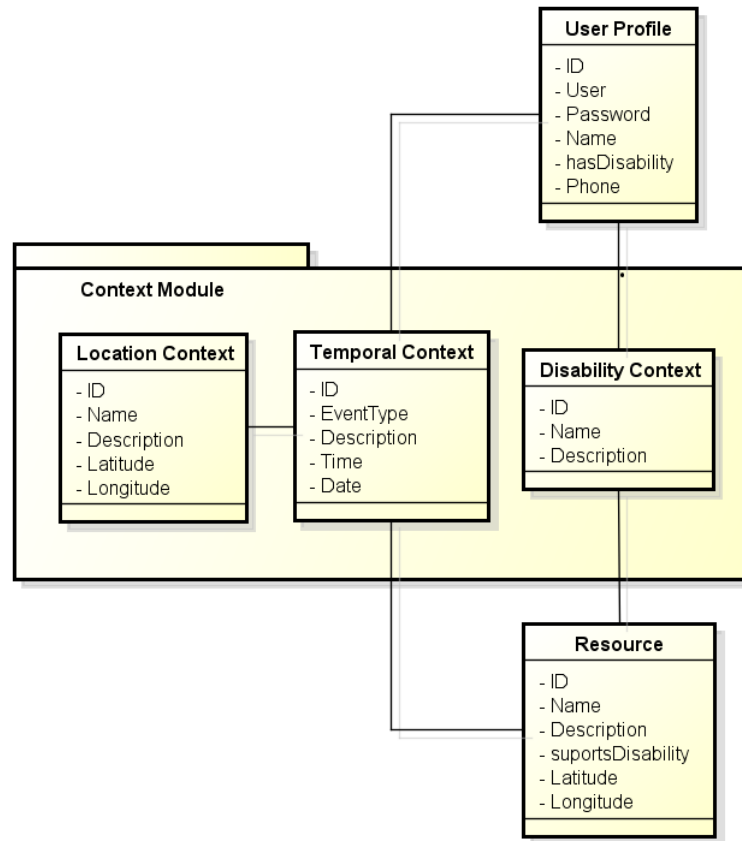 User Profile
- ID
- User
- Password
- Name
- hasDisability
- Phone
Context Module
Location Context
- ID
- Name
- Description
- Latitude
- Longitude
Temporal Context
- ID
- EventType
- Description
- Time
- Date
Disability Context
- ID
- Name
- Description
Resource
- ID
- Name
- Description
- suportsDisability
- Latitude
- Longitude